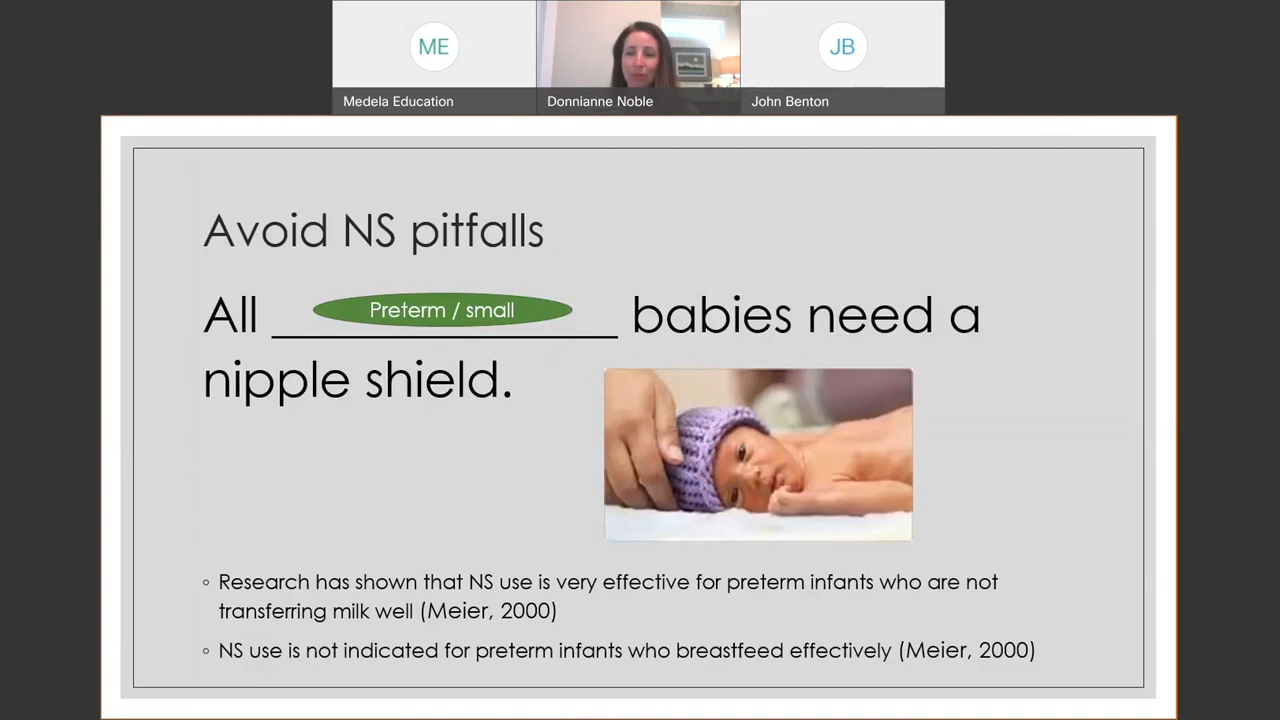 ME
JB
Medela Education
Donnianne Noble
John Benton
Avoid NS pitfalls
All Preterm / small babies need a
nipple shield.
◦ Research has shown that NS use is very effective for preterm infants who are not
transferring milk well (Meier, 2000)
◦ NS use is not indicated for preterm infants who breastfeed effectively (Meier, 2000)